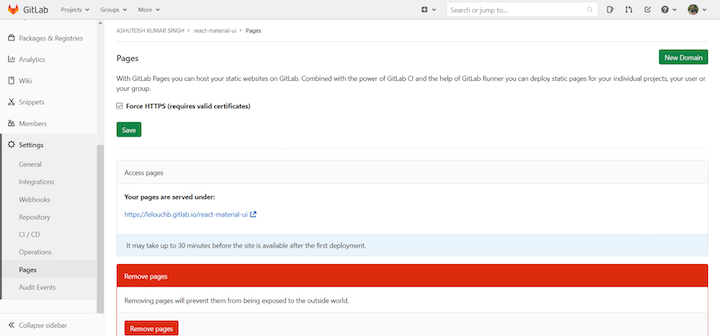 GitLab Projects Groups More Search or jump to...
Packages & Registries
Analytics
Wiki
Snippets
Members
Settings
General
Integrations
Webhooks
Repository
CI / CD
Operations
Pages
Audit Events
Collapse sidebar
ASHUTOSH KUMAR SINGH › react-material-ui › Pages
Pages
New Domain
With GitLab Pages you can host your static websites on GitLab. Combined with the power of GitLab CI and the help of GitLab Runner you can deploy static pages for your individual projects, your user or
your group.
Force HTTPS (requires valid certificates)
Save
Access pages
Your pages are served under:
https://lelouchb.gitlab.io/react-material-ui
It may take up to 30 minutes before the site is available after the first deployment.
Remove pages
Removing pages will prevent them from being exposed to the outside world.
Remove pages